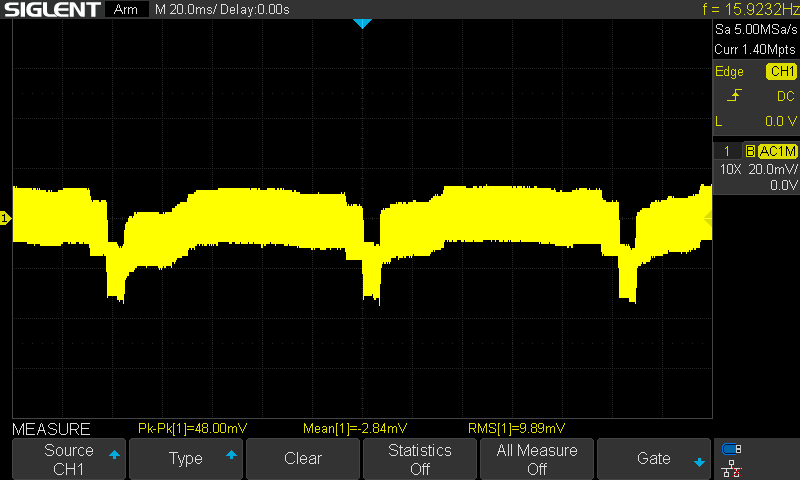 SIGLENT Arm M 20.0ms/ Delay:0.00s f = 15.9232Hz
Sa 5.00MSa/s
Curr 1.40Mpts
Edge CH1
DC
L 0.0 V
1 B AC1M
10X 20.0mV/
0.0V
1
MEASURE Pk-Pk[1]=48.00mV Mean[1]=-2.84mV RMS[1]=9.89mV
Source
CH1
Type
Clear
Statistics
Off
All Measure
Off
Gate